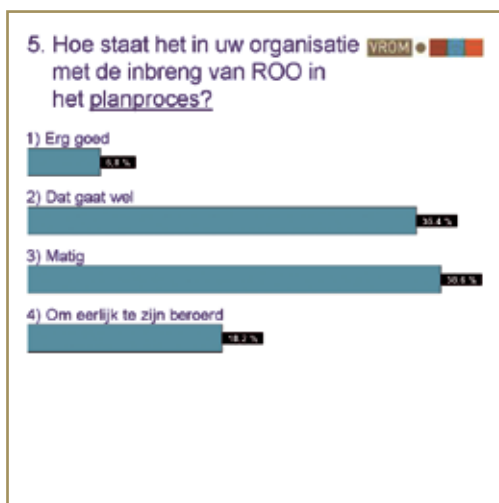 5. Hoe staat het in uw organisatie VROM
met de inbreng van ROO in
het planproces?
1) Erg goed
6.8 %
2) Dat gaat wel
36.4 %
3) Matig
38.6 %
4) Om eerlijk te zijn beroerd
18.2 %